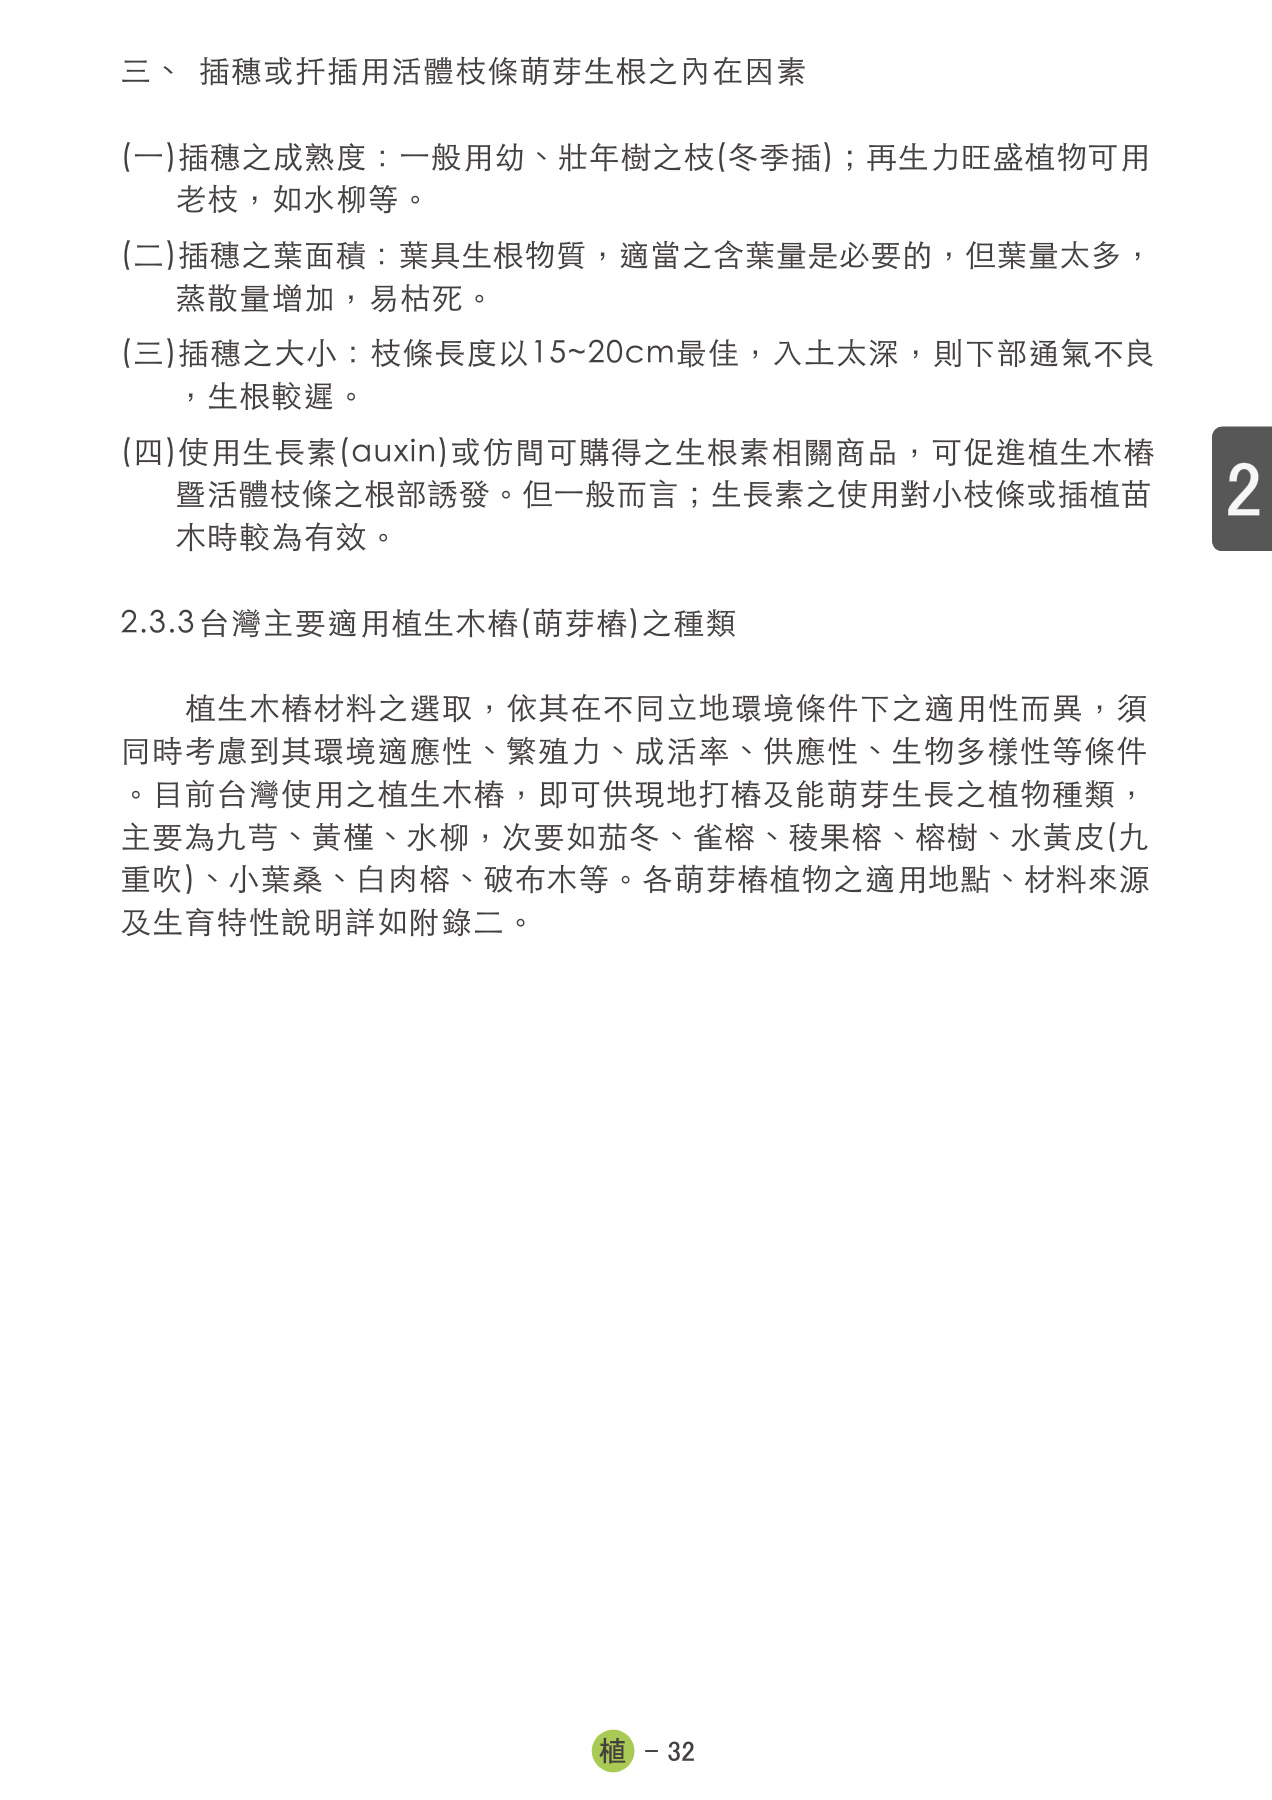 三、 插穗或扦插用活體枝條萌芽生根之內在因素
(一)插穗之成熟度：一般用幼、壯年樹之枝(冬季插)；再生力旺盛植物可用
老枝，如水柳等。
(二)插穗之葉面積：葉具生根物質，適當之含葉量是必要的，但葉量太多，
蒸散量增加，易枯死。
(三)插穗之大小：枝條長度以15~20cm最佳，入土太深，則下部通氣不良
，生根較遲。
(四)使用生長素(auxin)或仿間可購得之生根素相關商品，可促進植生木樁
暨活體枝條之根部誘發。但一般而言；生長素之使用對小枝條或插植苗
木時較為有效。
2
2.3.3台灣主要適用植生木樁(萌芽樁)之種類
植生木樁材料之選取，依其在不同立地環境條件下之適用性而異，須
同時考慮到其環境適應性、繁殖力、成活率、供應性、生物多樣性等條件
。目前台灣使用之植生木樁，即可供現地打樁及能萌芽生長之植物種類，
主要為九芎、黃槿、水柳，次要如茄冬、雀榕、稜果榕、榕樹、水黃皮(九
重吹)、小葉桑、白肉榕、破布木等。各萌芽樁植物之適用地點、材料來源
及生育特性說明詳如附錄二。
植 – 32